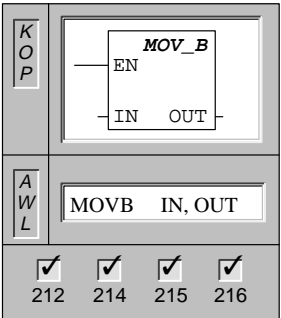 K
O
P
MOV_B
EN
IN OUT
A
W
L
MOVB IN, OUT
212 214 215 216